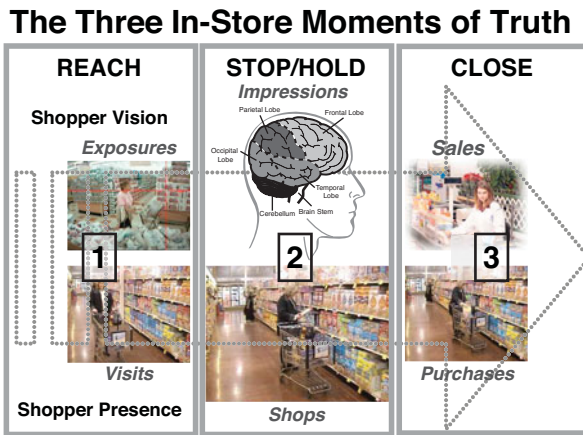 The Three In-Store Moments of Truth
REACH
Shopper Vision
Exposures
1
Visits
Shopper Presence
STOP/HOLD
Impressions
Parietal Lobe
Frontal Lobe
Occipital
Lobe
Temporal
Lobe
Cerebellum
Brain Stem
2
Shops
CLOSE
Sales
3
Purchases